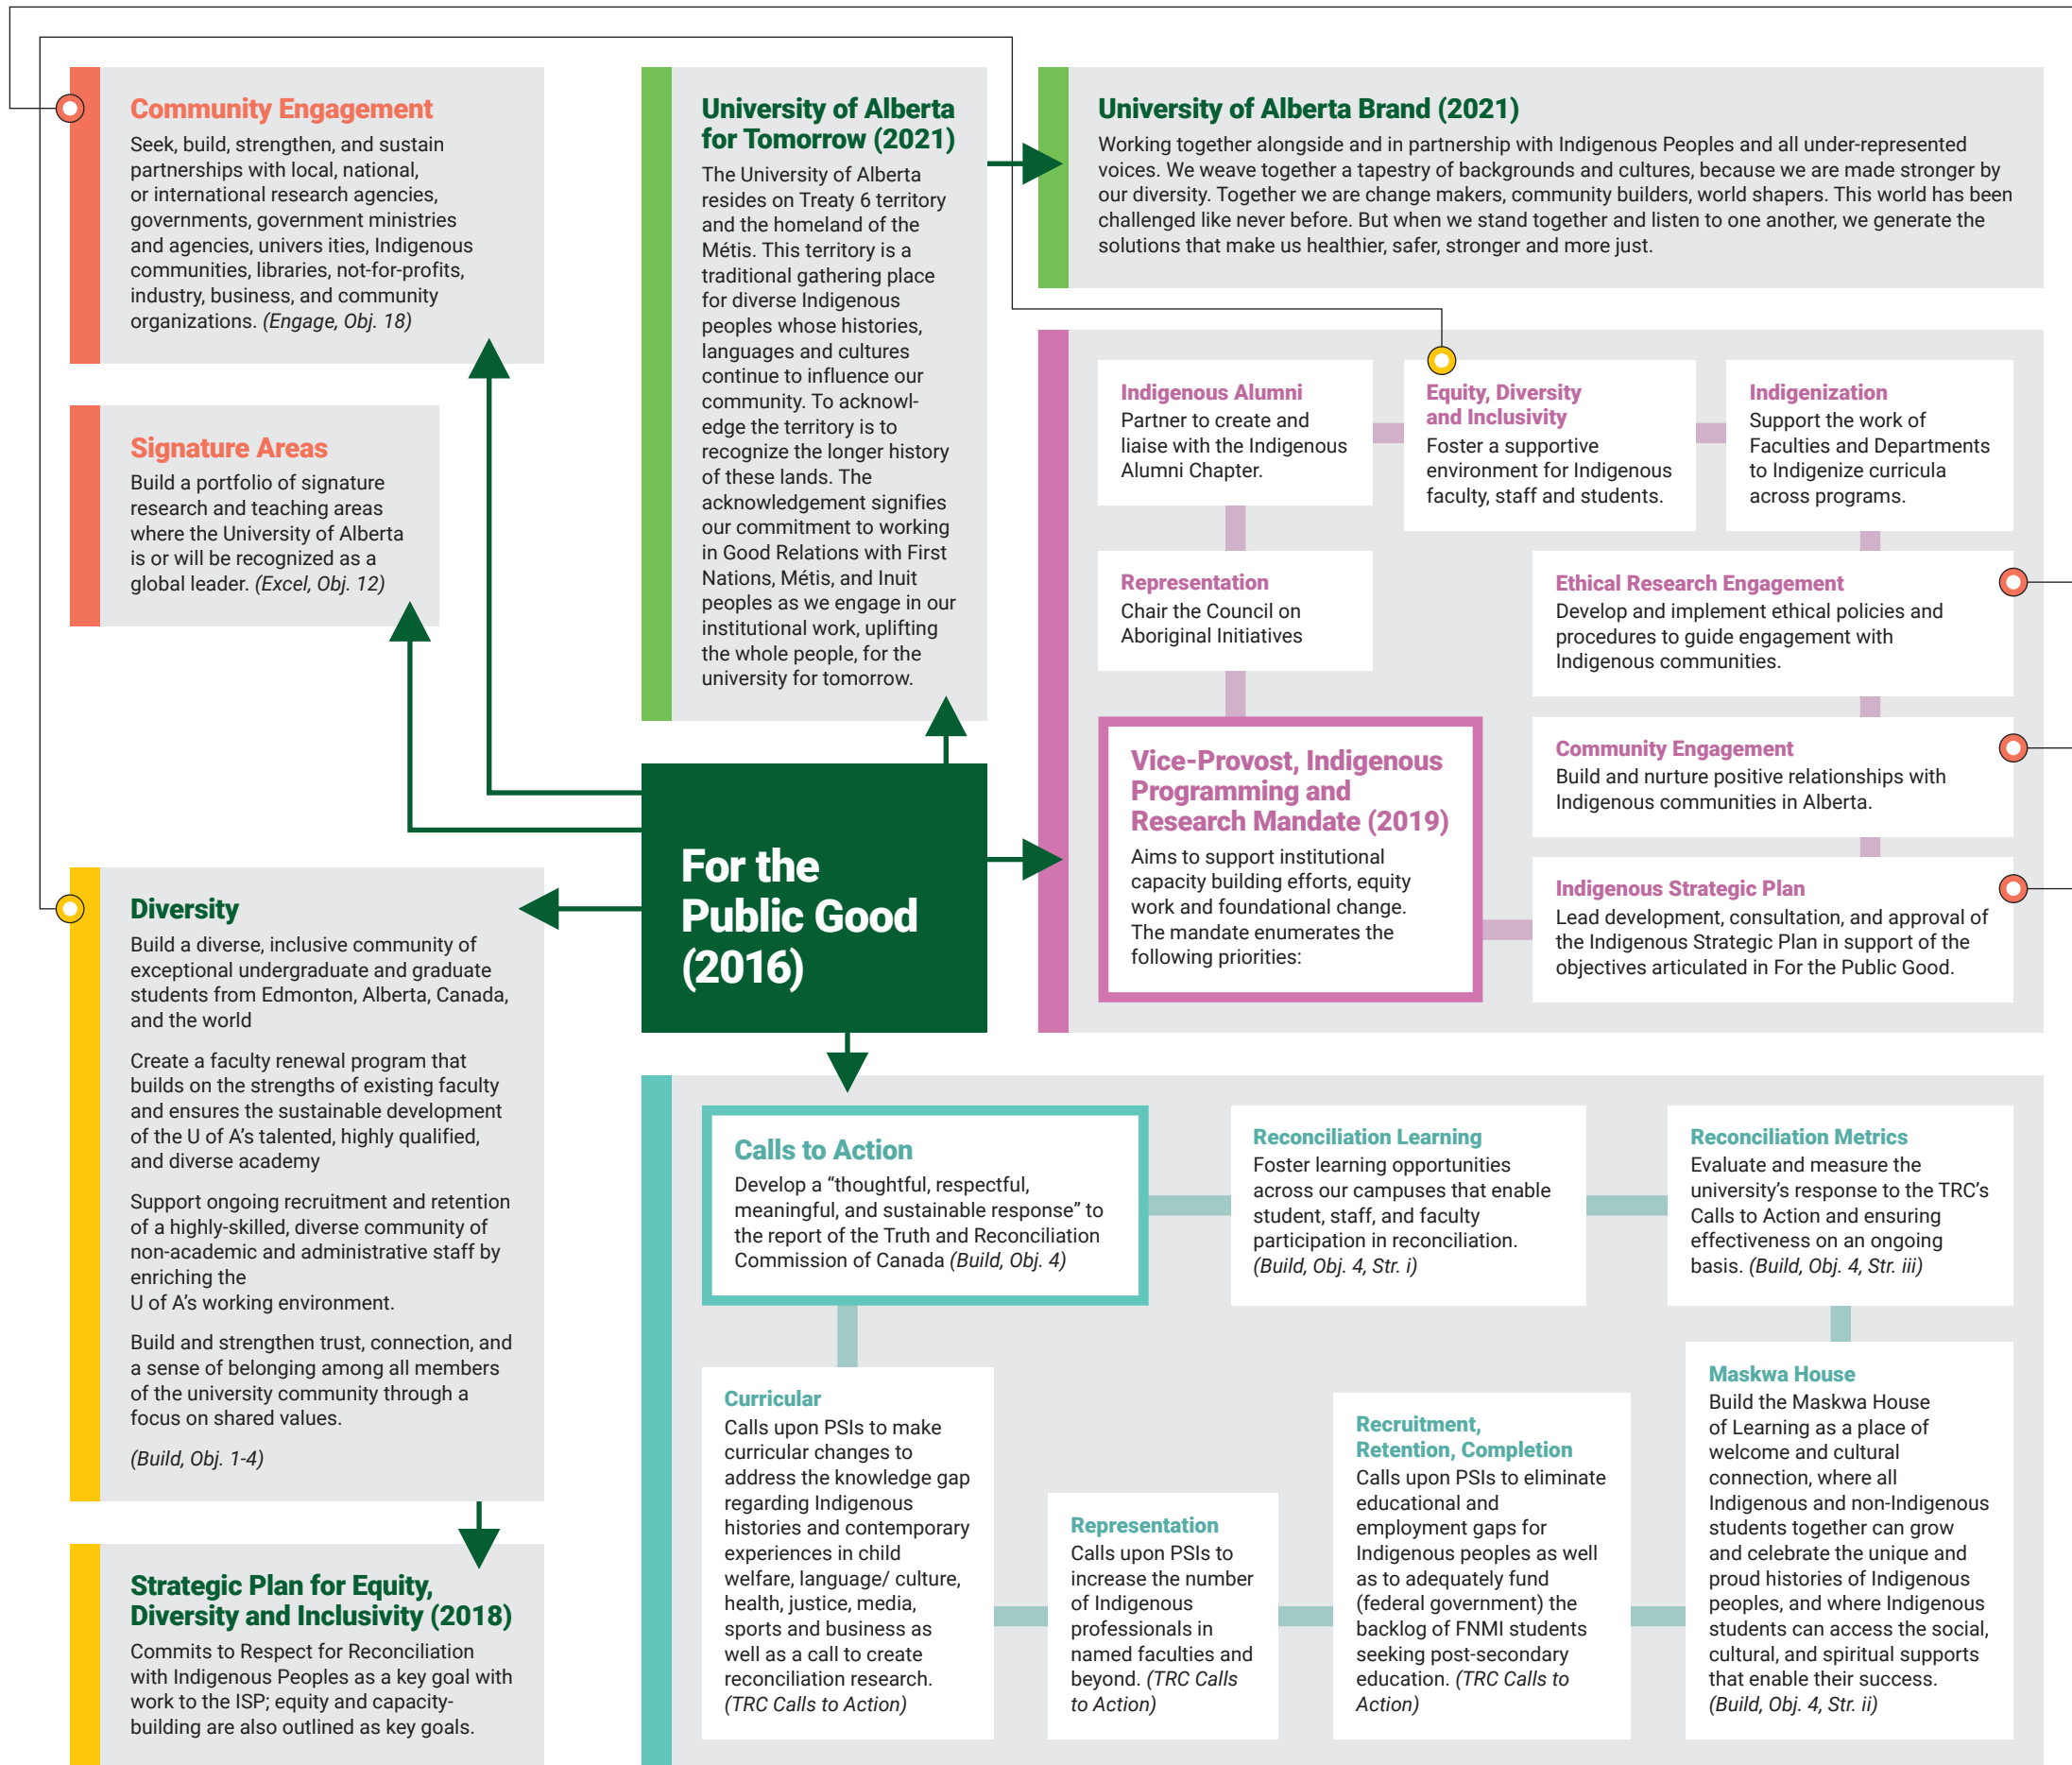 Community Engagement
Seek, build, strengthen, and sustain
partnerships with local, national,
or international research agencies,
governments, government ministries
and agencies, univers ities, Indigenous
communities, libraries, not-for-profits,
industry, business, and community
organizations. (Engage, Obj. 18)
Signature Areas
Build a portfolio of signature
research and teaching areas
where the University of Alberta
is or will be recognized as a
global leader. (Excel, Obj. 12)
University of Alberta
for Tomorrow (2021)
The University of Alberta
resides on Treaty 6 territory
and the homeland of the
Métis. This territory is a
traditional gathering place
for diverse Indigenous
peoples whose histories,
languages and cultures
continue to influence our
community. To acknowl-
edge the territory is to
recognize the longer history
of these lands. The
acknowledgement signifies
our commitment to working
in Good Relations with First
Nations, Métis, and Inuit
peoples as we engage in our
institutional work, uplifting
the whole people, for the
university for tomorrow.
University of Alberta Brand (2021)
Working together alongside and in partnership with Indigenous Peoples and all under-represented
voices. We weave together a tapestry of backgrounds and cultures, because we are made stronger by
our diversity. Together we are change makers, community builders, world shapers. This world has been
challenged like never before. But when we stand together and listen to one another, we generate the
solutions that make us healthier, safer, stronger and more just.
Indigenous Alumni
Partner to create and
liaise with the Indigenous
Alumni Chapter.
Equity, Diversity
and Inclusivity
Foster a supportive
environment for Indigenous
faculty, staff and students.
Indigenization
Support the work of
Faculties and Departments
to Indigenize curricula
across programs.
Representation
Chair the Council on
Aboriginal Initiatives
Ethical Research Engagement
Develop and implement ethical policies and
procedures to guide engagement with
Indigenous communities.
Vice-Provost, Indigenous
Programming and
Research Mandate (2019)
Aims to support institutional
capacity building efforts, equity
work and foundational change.
The mandate enumerates the
following priorities:
Community Engagement
Build and nurture positive relationships with
Indigenous communities in Alberta.
Indigenous Strategic Plan
Lead development, consultation, and approval of
the Indigenous Strategic Plan in support of the
objectives articulated in For the Public Good.
For the
Public Good
(2016)
Diversity
Build a diverse, inclusive community of
exceptional undergraduate and graduate
students from Edmonton, Alberta, Canada,
and the world
Create a faculty renewal program that
builds on the strengths of existing faculty
and ensures the sustainable development
of the U of A's talented, highly qualified,
and diverse academy
Support ongoing recruitment and retention
of a highly-skilled, diverse community of
non-academic and administrative staff by
enriching the
U of A's working environment.
Build and strengthen trust, connection, and
a sense of belonging among all members
of the university community through a
focus on shared values.
(Build, Obj. 1-4)
Strategic Plan for Equity,
Diversity and Inclusivity (2018)
Commits to Respect for Reconciliation
with Indigenous Peoples as a key goal with
work to the ISP; equity and capacity-
building are also outlined as key goals.
Calls to Action
Develop a “thoughtful, respectful,
meaningful, and sustainable response” to
the report of the Truth and Reconciliation
Commission of Canada (Build, Obj. 4)
Reconciliation Learning
Foster learning opportunities
across our campuses that enable
student, staff, and faculty
participation in reconciliation.
(Build, Obj. 4, Str. i)
Reconciliation Metrics
Evaluate and measure the
university's response to the TRC's
Calls to Action and ensuring
effectiveness on an ongoing
basis. (Build, Obj. 4, Str. iii)
Curricular
Calls upon PSIs to make
curricular changes to
address the knowledge gap
regarding Indigenous
histories and contemporary
experiences in child
welfare, language/ culture,
health, justice, media,
sports and business as
well as a call to create
reconciliation research.
(TRC Calls to Action)
Representation
Calls upon PSIs to
increase the number
of Indigenous
professionals in
named faculties and
beyond. (TRC Calls
to Action)
Recruitment,
Retention, Completion
Calls upon PSIs to eliminate
educational and
employment gaps for
Indigenous peoples as well
as to adequately fund
(federal government) the
backlog of FNMI students
seeking post-secondary
education. (TRC Calls to
Action)
Maskwa House
Build the Maskwa House
of Learning as a place of
welcome and cultural
connection, where all
Indigenous and non-Indigenous
students together can grow
and celebrate the unique and
proud histories of Indigenous
peoples, and where Indigenous
students can access the social,
cultural, and spiritual supports
that enable their success.
(Build, Obj. 4, Str. ii)